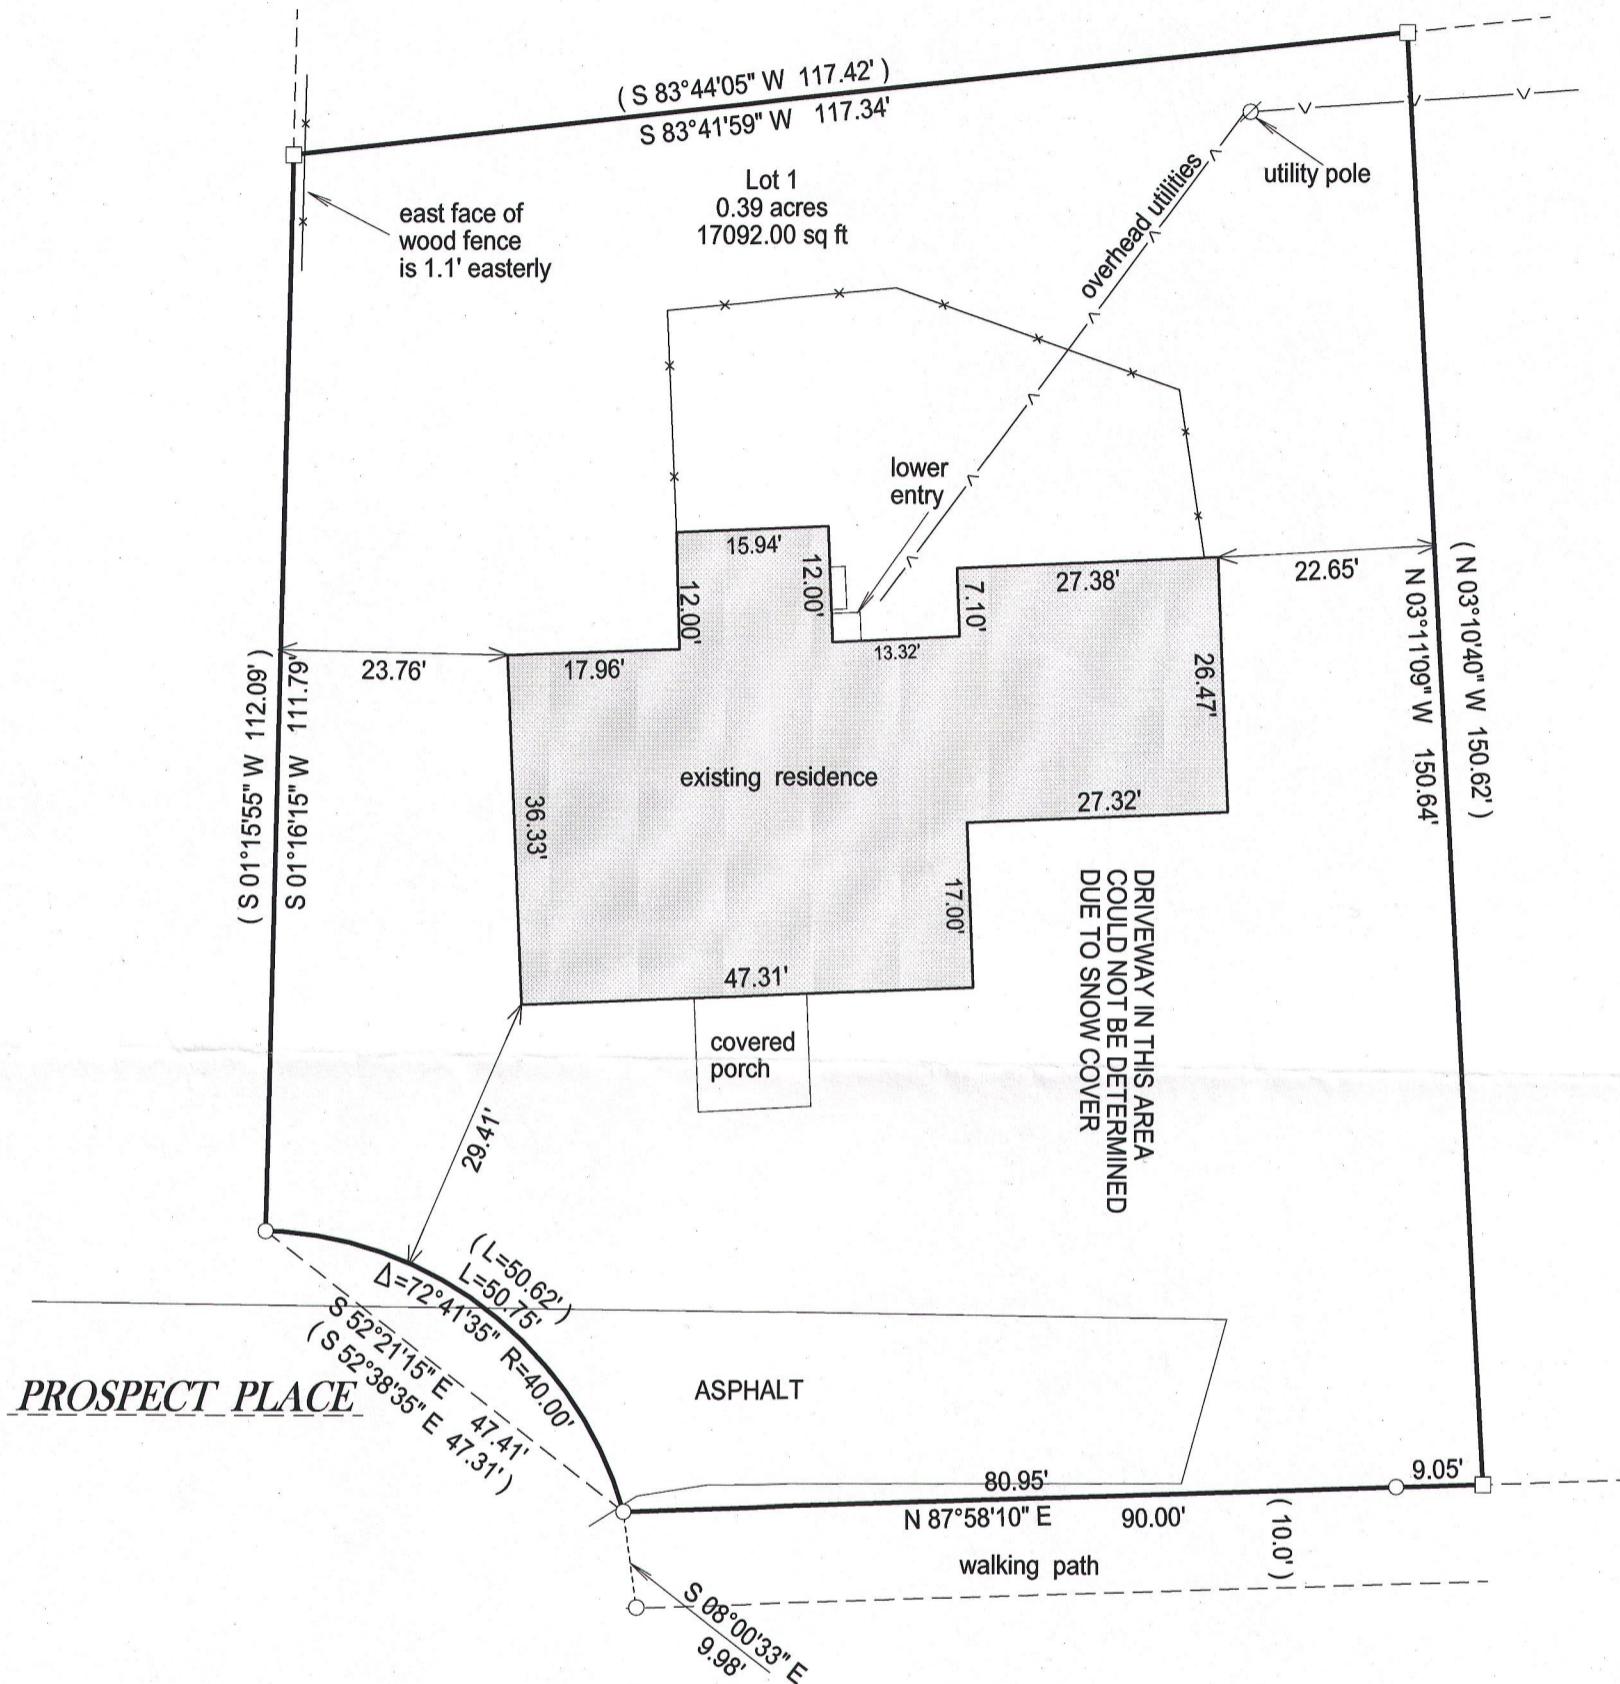 ( S 83°44'05" W 117.42' )
S 83°41'59" W 117.34'
Lot 1
0.39 acres
17092.00 sq ft
utility pole
overhead utilities
east face of
wood fence
is 1.1' easterly
lower
entry
15.94'
12.00'
12.00'
7.10'
27.38'
22.65'
( N 03°10'40" W 150.62' )
N 03°11'09" W 150.64'
13.32'
23.76'
17.96'
26.47'
( S 01°15'55" W 112.09' )
S 01°16'15" W 111.79'
existing residence
36.33'
27.32'
17.00'
47.31'
DRIVEWAY IN THIS AREA
COULD NOT BE DETERMINED
DUE TO SNOW COVER
covered
porch
29.41'
( L=50.62' )
L=50.75'
Δ=72°41'35" R=40.00'
S 52°21'15" E 47.41'
( S 52°38'35" E 47.31' )
PROSPECT PLACE
ASPHALT
80.95'
9.05'
N 87°58'10" E 90.00'
( 10.0' )
walking path
S 08°00'33" E
9.98'